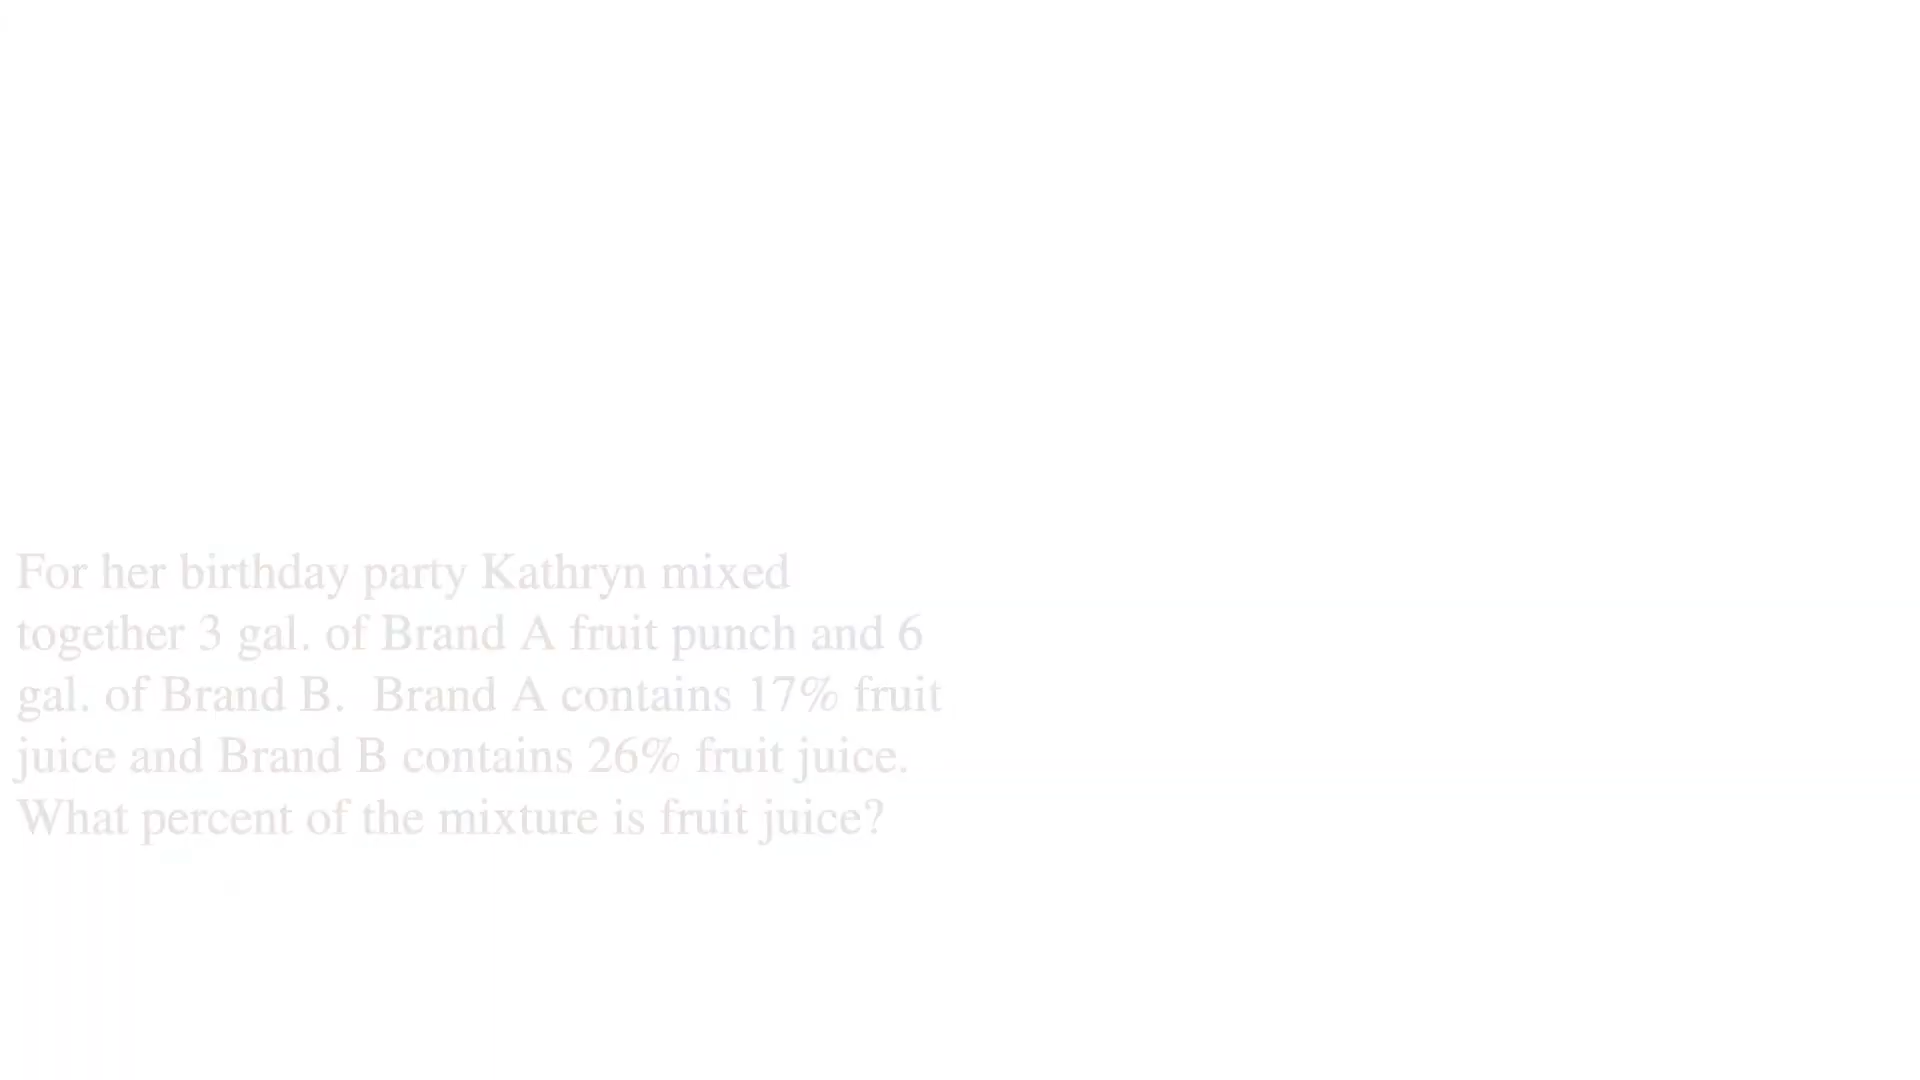 For her birthday party Kathryn mixed
together 3 gal. of Brand A fruit punch and 6
gal. of Brand B.  Brand A contains 17% fruit
juice and Brand B contains 26% fruit juice.
What percent of the mixture is fruit juice?